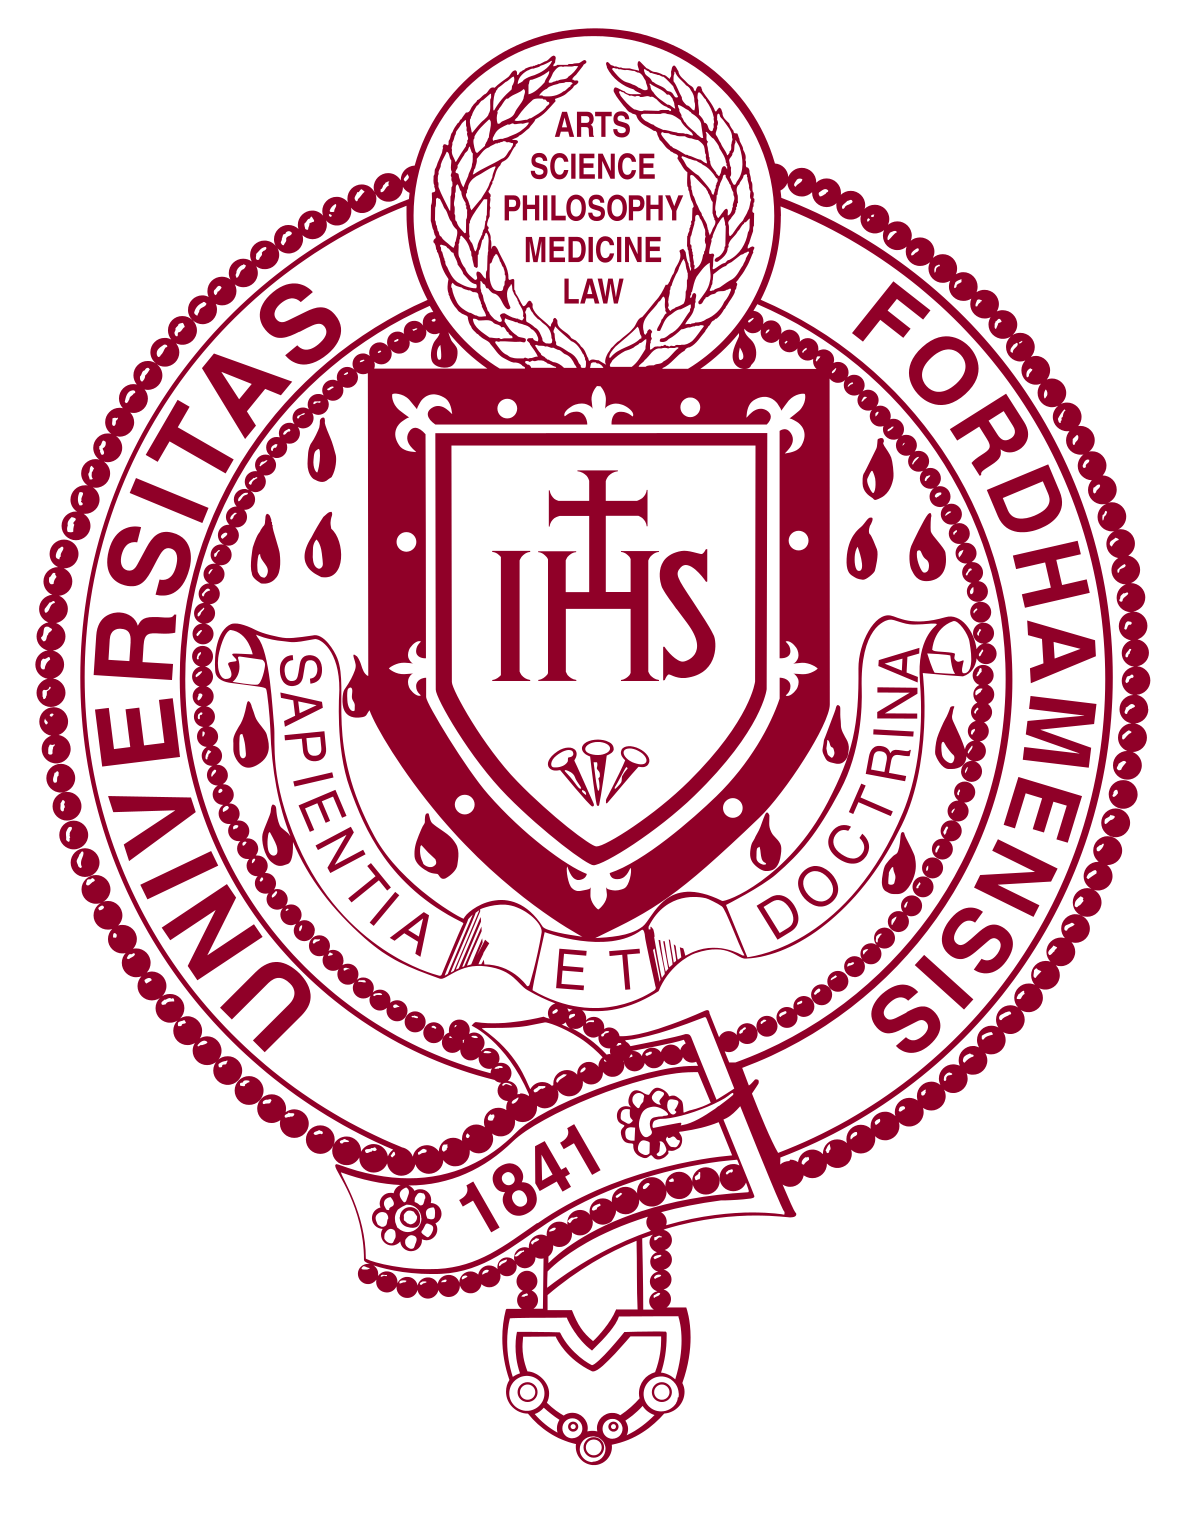 ARTS
SCIENCE
PHILOSOPHY
MEDICINE
LAW
UNIVERSITAS FORDHAMENSIS
IHS
SAPIENTIA ET DOCTRINA
1841